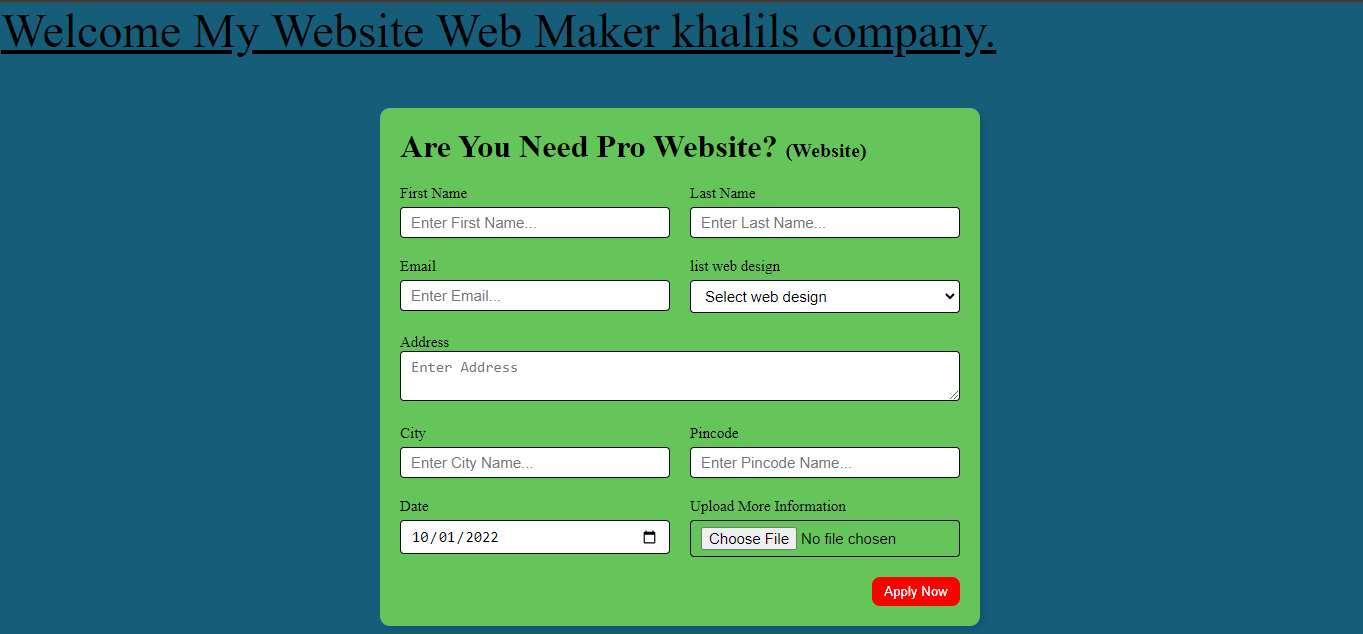 Welcome My Website Web Maker khalils company.
Are You Need Pro Website? (Website)
First Name
Last Name
Enter First Name...
Enter Last Name...
Email
list web design
Enter Email...
Select web design
Address
Enter Address
City
Pincode
Enter City Name...
Enter Pincode Name...
Date
Upload More Information
10/01/2022
Choose File No file chosen
Apply Now